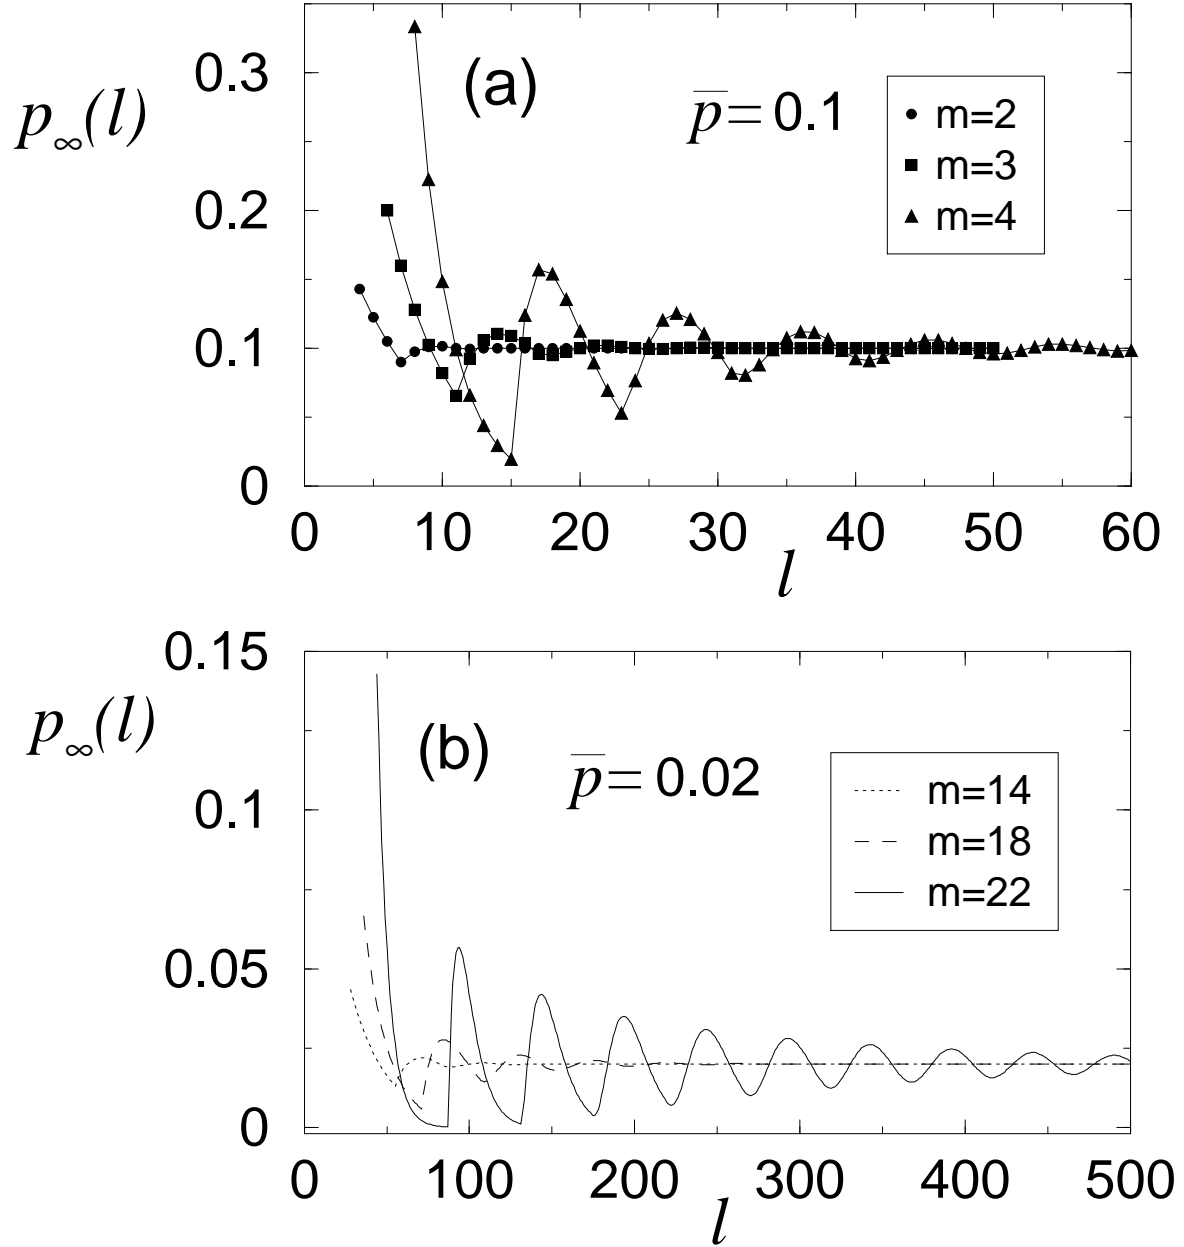 0.3
(a)
p∞(l)
p̅ = 0.1
m=2
m=3
m=4
0.2
0.1
0
0 10 20 30 40 50 60
l
0.15
p∞(l)
(b)
p̅ = 0.02
m=14
m=18
m=22
0.1
0.05
0
0 100 200 300 400 500
l